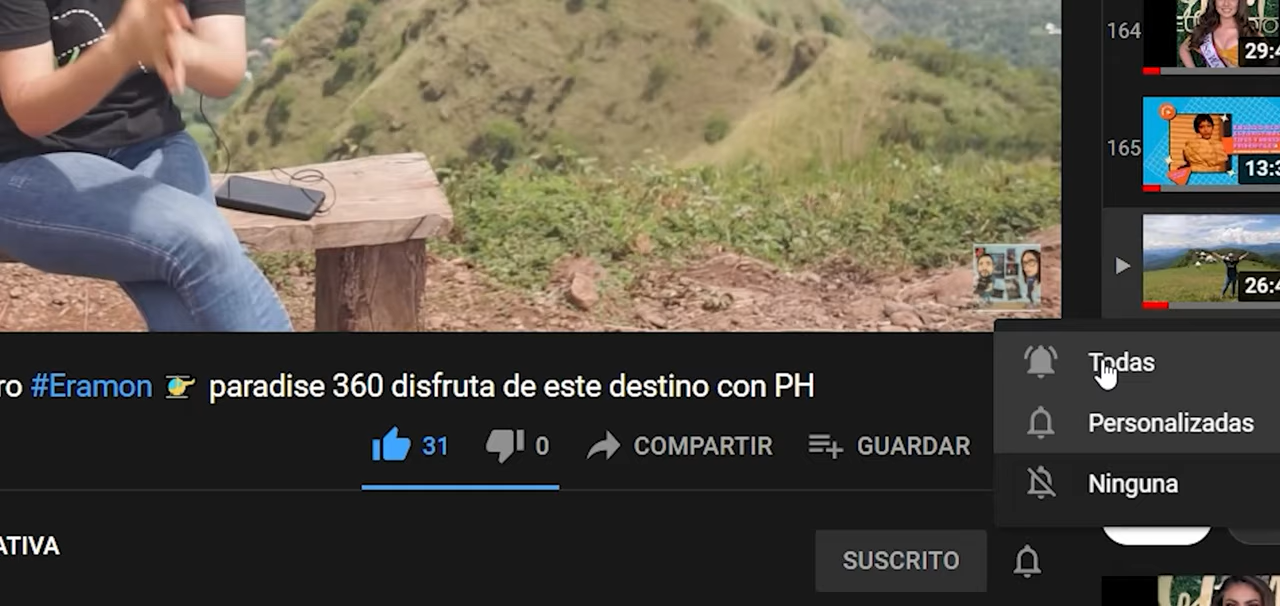 164
29:4
165
13:3
26:4
ro #Eramon 🚁 paradise 360 disfruta de este destino con PH
31
0
COMPARTIR
GUARDAR
Todas
Personalizadas
Ninguna
ATIVA
SUSCRITO